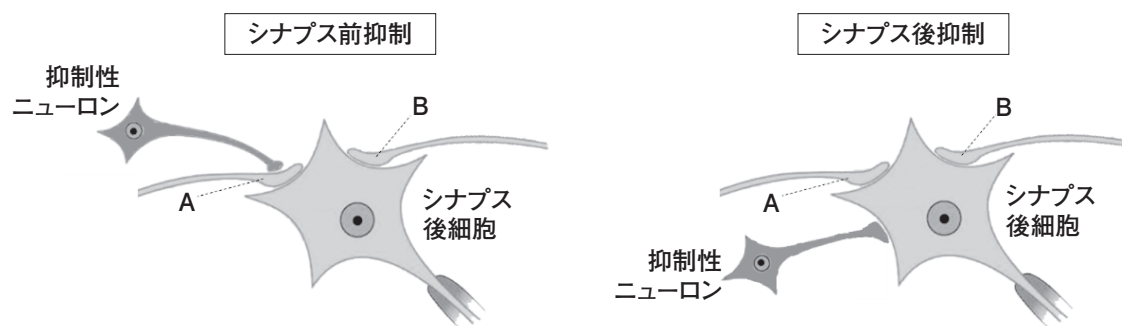 シナプス前抑制
抑制性
ニューロン
B
A
シナプス
後細胞
シナプス後抑制
B
A
シナプス
後細胞
抑制性
ニューロン